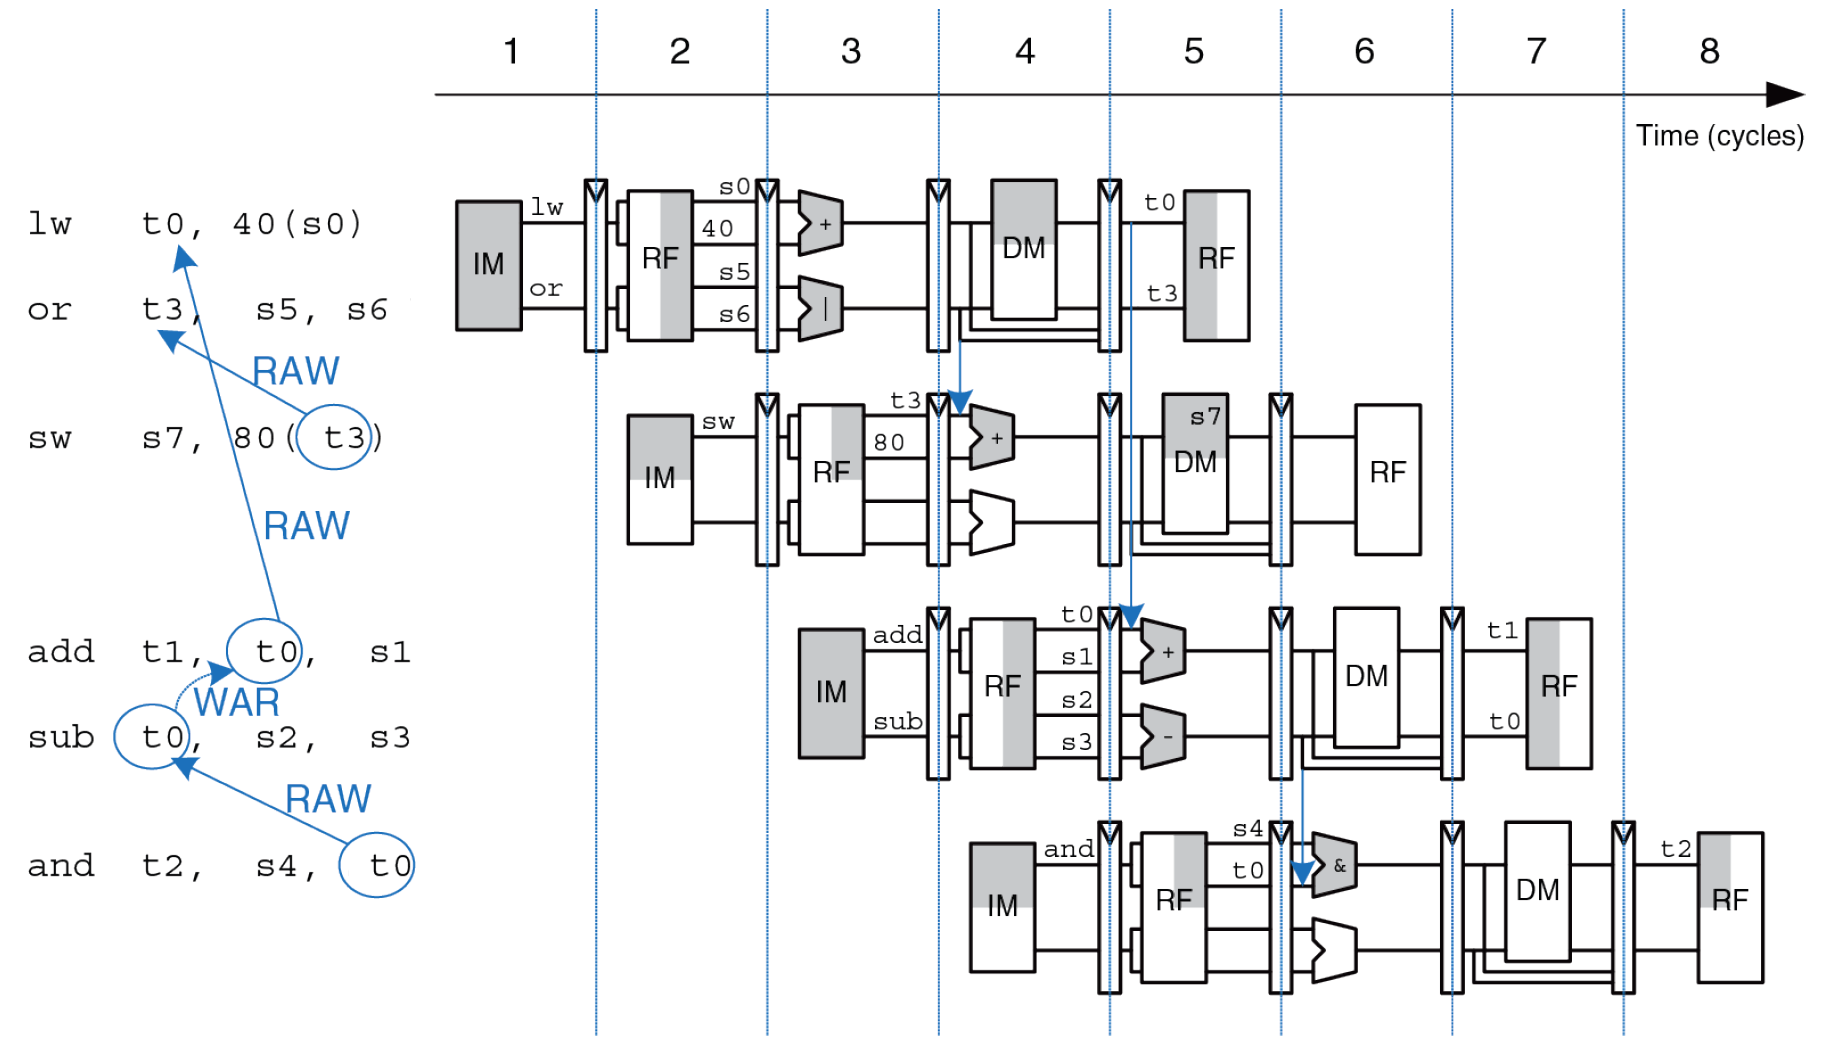 1 2 3 4 5 6 7 8
Time (cycles)
lw t0, 40(s0)
or t3, s5, s6
RAW
sw s7, 80( t3)
RAW
add t1, t0, s1
WAR
sub t0, s2, s3
RAW
and t2, s4, t0
IM lw or RF s0 40 s5 s6 + | DM t0 t3 RF
IM sw RF t3 80 + s7 DM RF
IM add sub RF t0 s1 s2 s3 + - DM t1 t0 RF
IM and RF s4 t0 & DM t2 RF